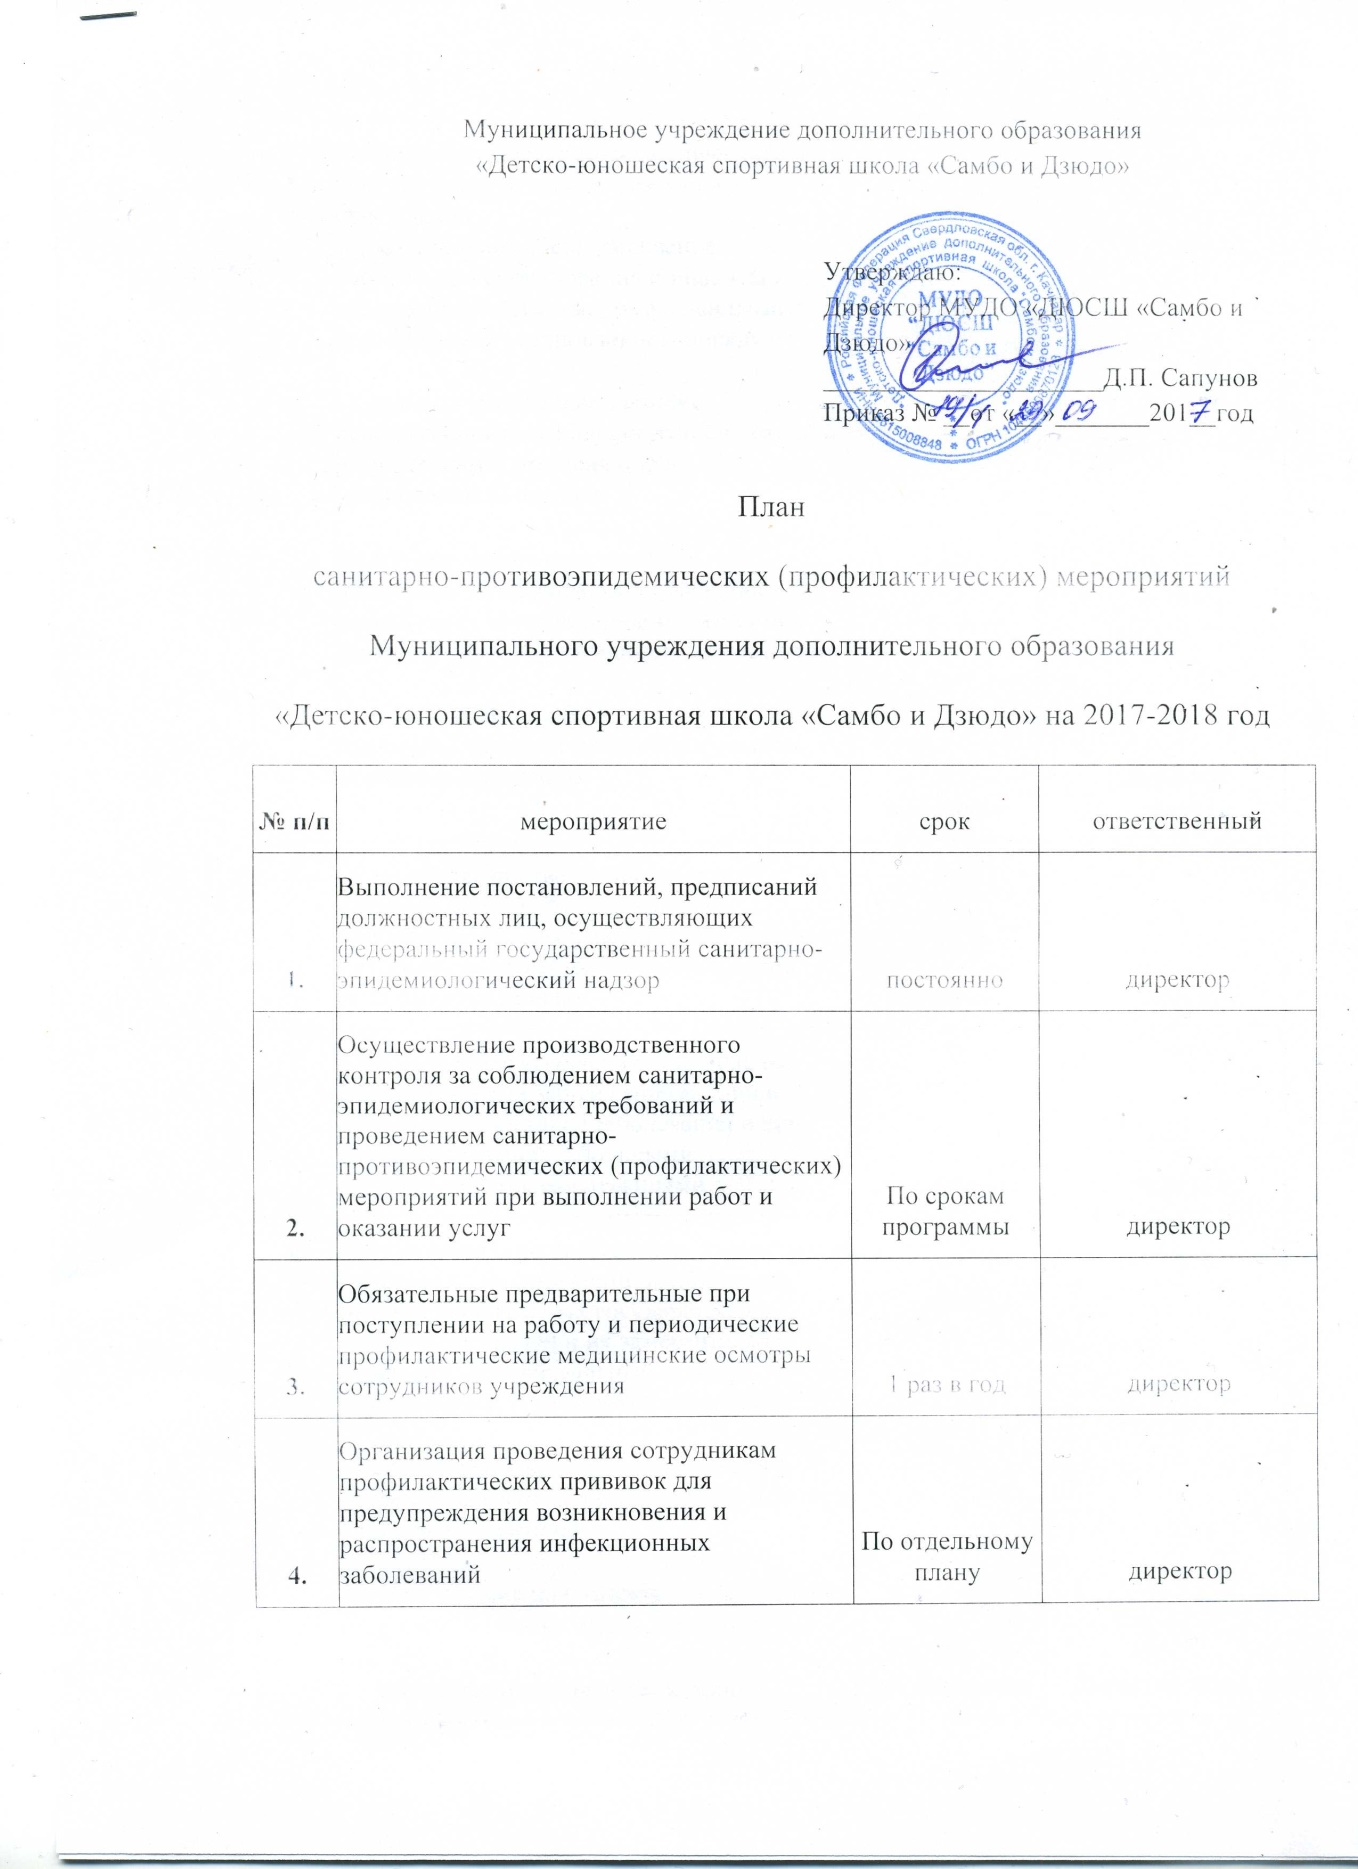 Муниципальное учреждение дополнительного образования
«Детско-юношеская спортивная школа «Самбо и Дзюдо»
Утверждаю:
Директор МУДО «ДЮСШ «Самбо и
Дзюдо»
Д.П. Сапунов
Приказ № от «29» 09 2017 год
МУДО
"ДЮСШ
Самбо и
Дзюдо
План
санитарно-противоэпидемических (профилактических) мероприятий
Муниципального учреждения дополнительного образования
«Детско-юношеская спортивная школа «Самбо и Дзюдо» на 2017-2018 год
№ п/п мероприятие срок ответственный
Выполнение постановлений, предписаний
должностных лиц, осуществляющих
федеральный государственный санитарно-
1. эпидемиологический надзор постоянно директор
Осуществление производственного
контроля за соблюдением санитарно-
эпидемиологических требований и
проведением санитарно-
противоэпидемических (профилактических)
мероприятий при выполнении работ и По срокам
2. оказании услуг программы директор
Обязательные предварительные при
поступлении на работу и периодические
профилактические медицинские осмотры
3. сотрудников учреждения 1 раз в год директор
Организация проведения сотрудникам
профилактических прививок для
предупреждения возникновения и
распространения инфекционных По отдельному
4. заболеваний плану директор